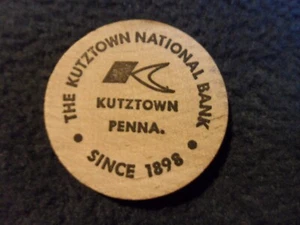 THE KUTZTOWN NATIONAL BANK
KUTZTOWN
PENNA.
• SINCE 1898 •